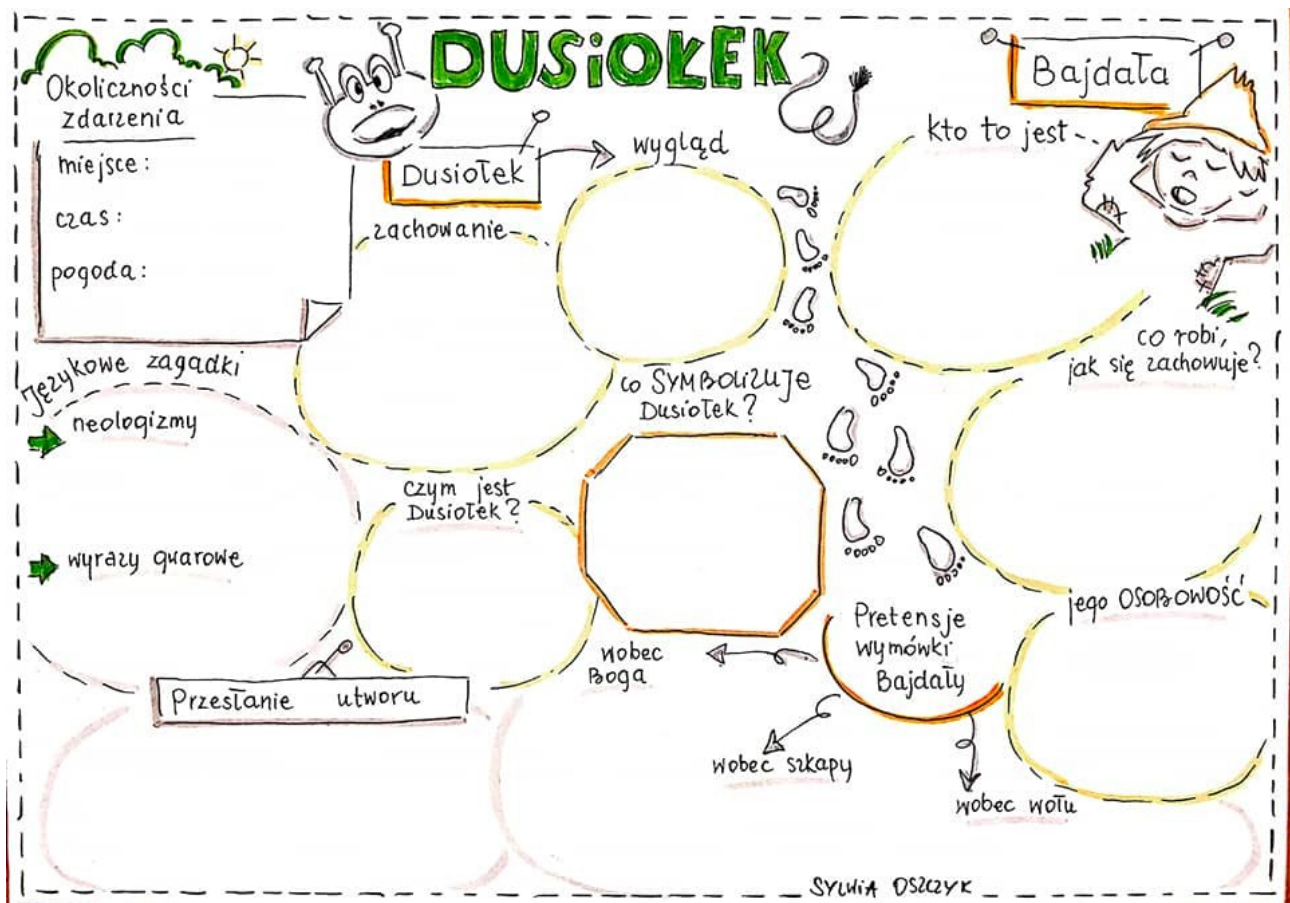 DUSiOŁEK
Okoliczności
zdarzenia
miejsce:
czas:
pogoda:
Dusiołek
wygląd
zachowanie
Bajdała
kto to jest
co robi,
jak się zachowuje?
jego OSOBOWOŚĆ
Językowe zagadki
neologizmy
wyrazy gwarowe
co SYMBOLIZUJE
Dusiołek?
czym jest
Dusiołek?
Pretensje
wymówki
Bajdały
wobec
Boga
wobec szkapy
wobec wołu
Przesłanie utworu
SYLWIA OSZCZYK